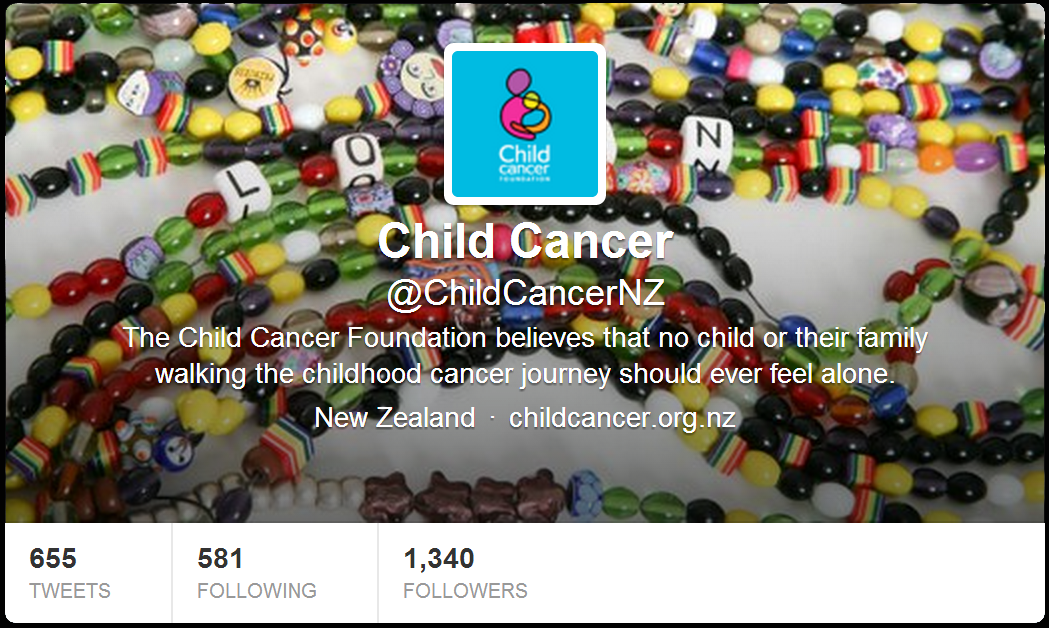 L
O
N
Child
cancer
FOUNDATION
Child Cancer
@ChildCancerNZ
The Child Cancer Foundation believes that no child or their family
walking the childhood cancer journey should ever feel alone.
New Zealand · childcancer.org.nz
655
TWEETS
581
FOLLOWING
1,340
FOLLOWERS